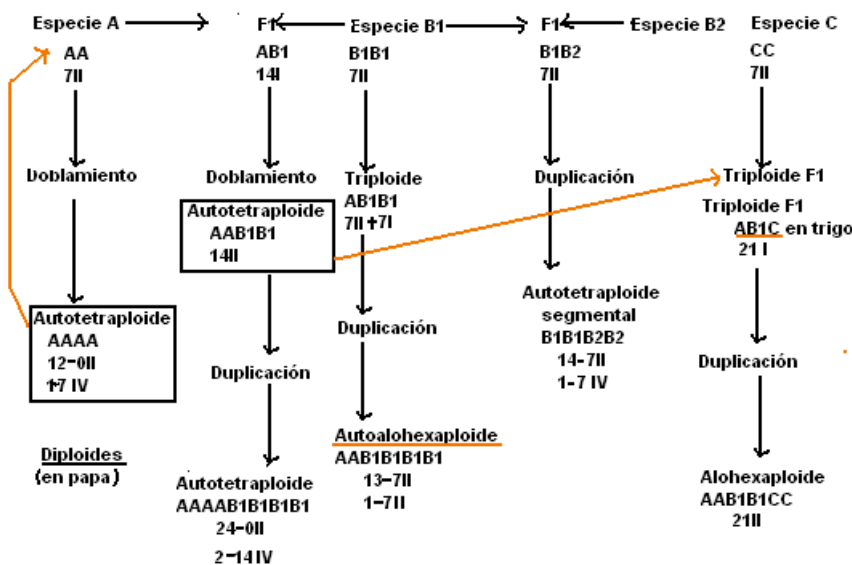 Especie A
F1
Especie B1
F1
Especie B2
Especie C
AA
7II
AB1
14I
B1B1
7II
B1B2
7II
CC
7II
Doblamiento
Doblamiento
Triploide
AB1B1
7II+7I
Duplicación
Triploide F1
Autotetraploide
AAB1B1
14II
Triploide F1
AB1C en trigo
21 I
Autotetraploide
AAAA
12-0II
1-7 IV
Duplicación
Duplicación
Autotetraploide
segmental
B1B1B2B2
14-7II
1-7 IV
Duplicación
Diploides
(en papa)
Autoalohexaploide
AAB1B1B1B1
13-7II
1-7II
Autotetraploide
AAAAB1B1B1B1
24-0II
2-14 IV
Alohexaploide
AAB1B1CC
21II